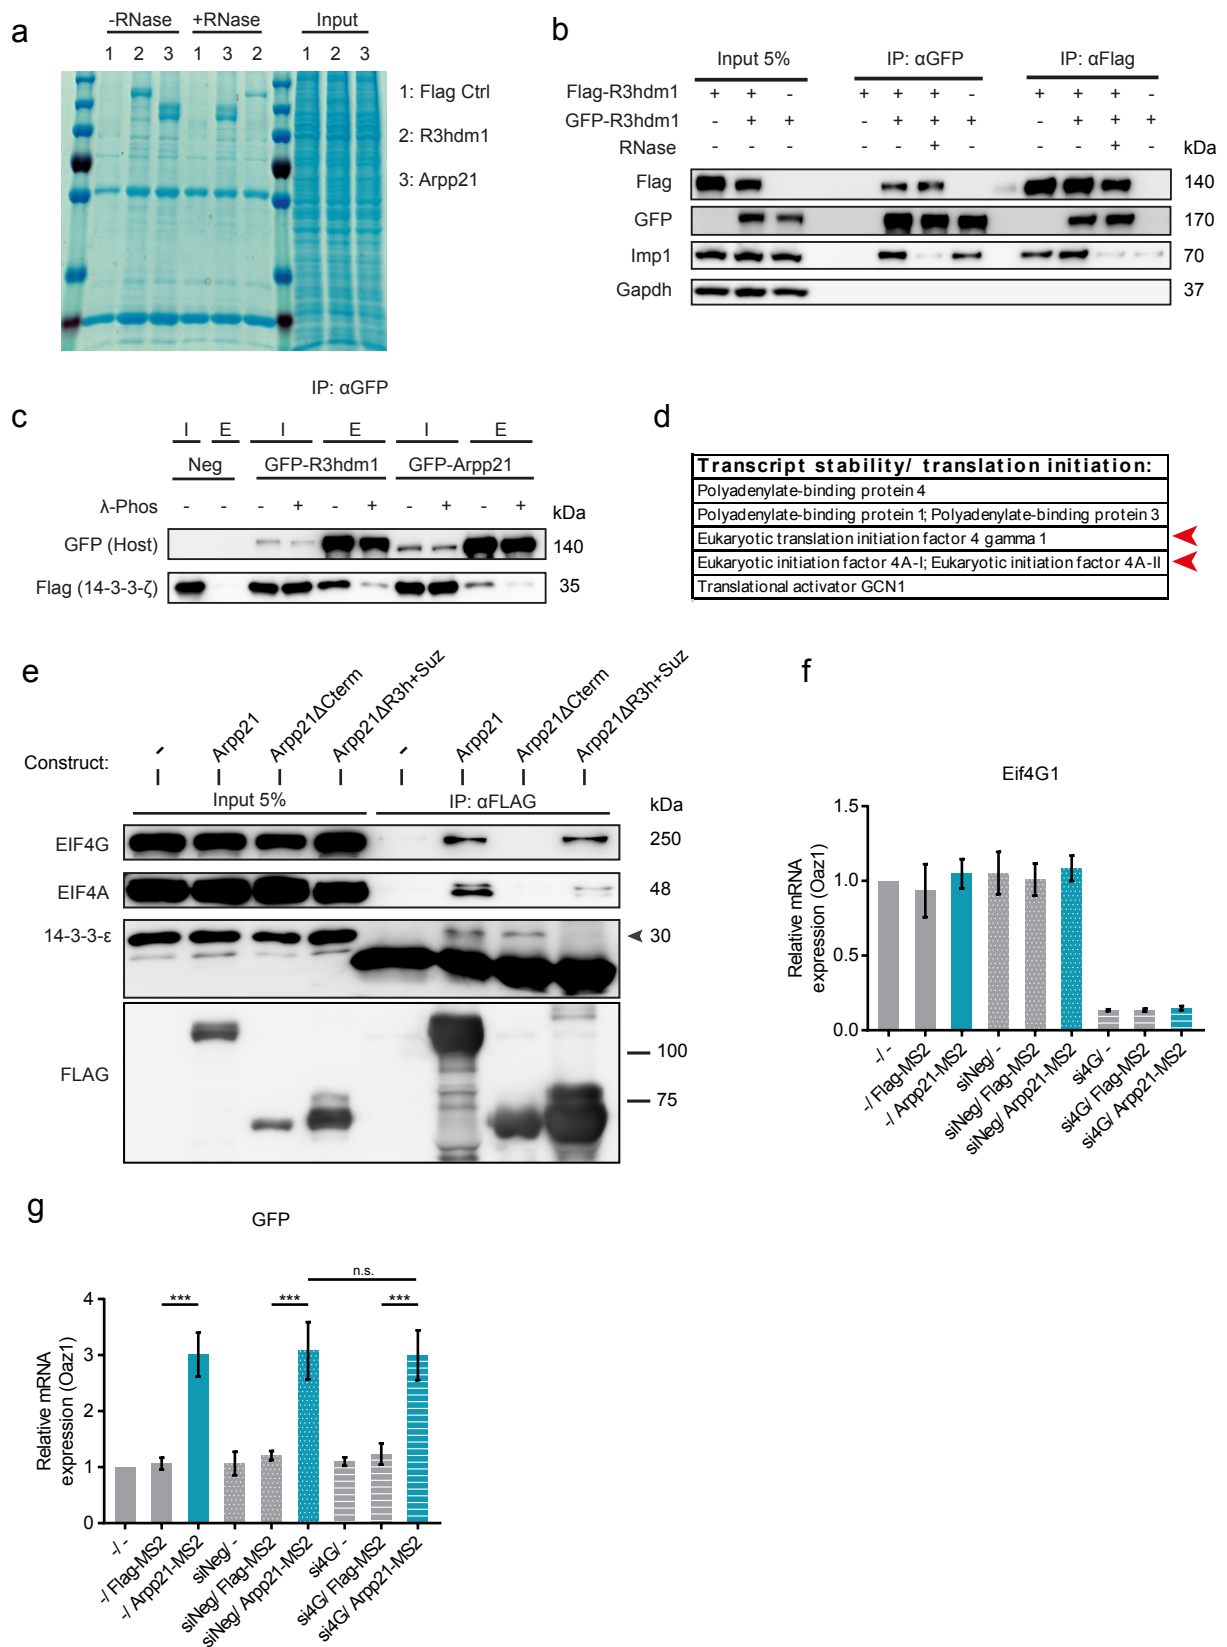 a
-RNase +RNase Input
1 2 3 1 3 2 1 2 3
1: Flag Ctrl
2: R3hdm1
3: Arpp21
b
Input 5% IP: αGFP IP: αFlag
Flag-R3hdm1 + + - + + + - + + + -
GFP-R3hdm1 - + + - + + + - + + +
RNase - - - - - + - - - + - kDa
Flag 140
GFP 170
Imp1 70
Gapdh 37
c
IP: αGFP
I E I E I E
Neg GFP-R3hdm1 GFP-Arpp21
λ-Phos - - - + - + - + - + kDa
GFP (Host) 140
Flag (14-3-3-ζ) 35
d
Transcript stability/ translation initiation:
Polyadenylate-binding protein 4
Polyadenylate-binding protein 1; Polyadenylate-binding protein 3
Eukaryotic translation initiation factor 4 gamma 1
Eukaryotic initiation factor 4A-I; Eukaryotic initiation factor 4A-II
Translational activator GCN1
e
Construct: - Arpp21 Arpp21ΔCterm Arpp21ΔR3h+Suz - Arpp21 Arpp21ΔCterm Arpp21ΔR3h+Suz
Input 5% IP: αFLAG kDa
EIF4G 250
EIF4A 48
14-3-3-ε 30
FLAG
100
75
f
Eif4G1
Relative mRNA
expression (Oaz1)
1.5
1.0
0.5
0.0
-/ -
-/ Flag-MS2
-/ Arpp21-MS2
siNeg/ -
siNeg/ Flag-MS2
siNeg/ Arpp21-MS2
si4G/ -
si4G/ Flag-MS2
si4G/ Arpp21-MS2
g
GFP
Relative mRNA
expression (Oaz1)
n.s.
*** *** ***
4
3
2
1
0
-/ -
-/ Flag-MS2
-/ Arpp21-MS2
siNeg/ -
siNeg/ Flag-MS2
siNeg/ Arpp21-MS2
si4G/ -
si4G/ Flag-MS2
si4G/ Arpp21-MS2